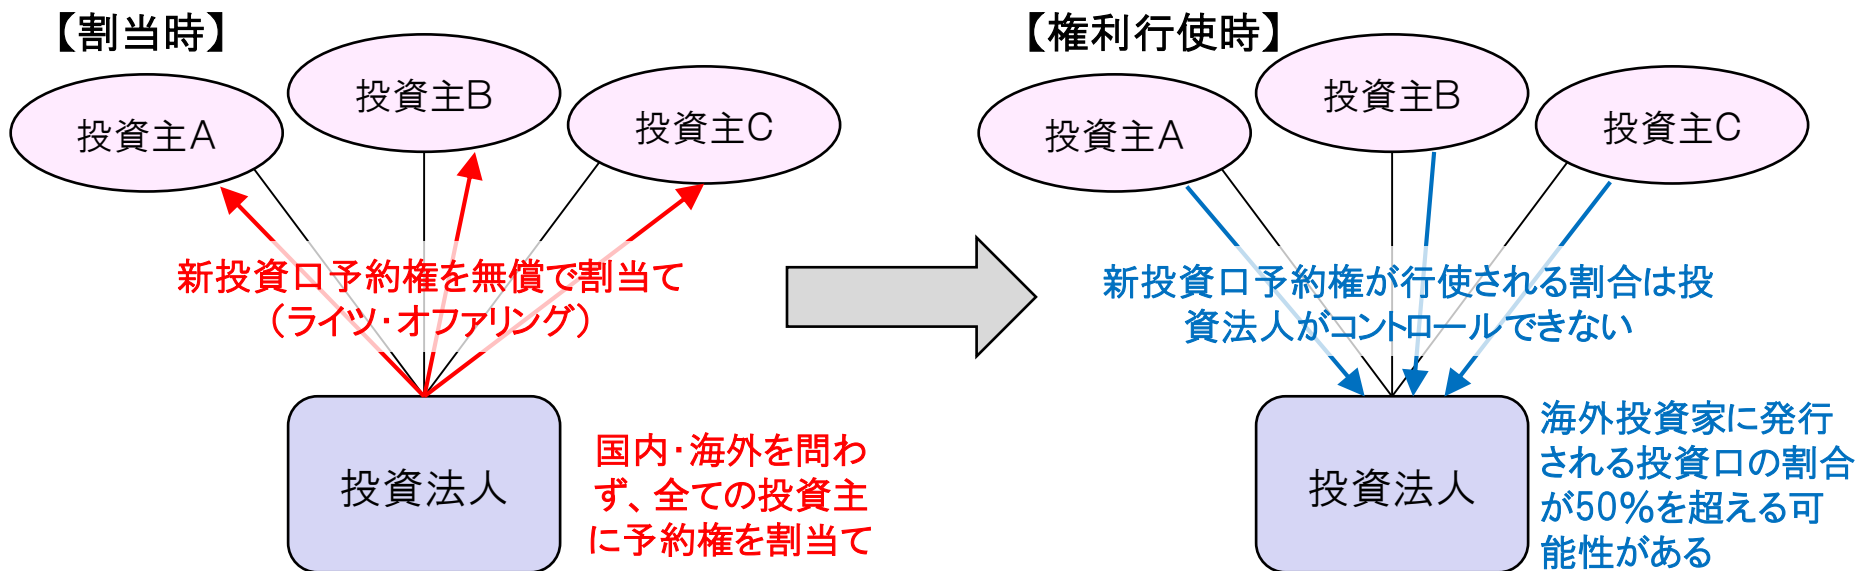 【割当時】
投資主A
投資主B
投資主C
新投資口予約権を無償で割当て
（ライツ・オファリング）
投資法人
国内・海外を問わ
ず、全ての投資主
に予約権を割当て
【権利行使時】
投資主A
投資主B
投資主C
新投資口予約権が行使される割合は投
資法人がコントロールできない
投資法人
海外投資家に発行
される投資口の割合
が50％を超える可
能性がある